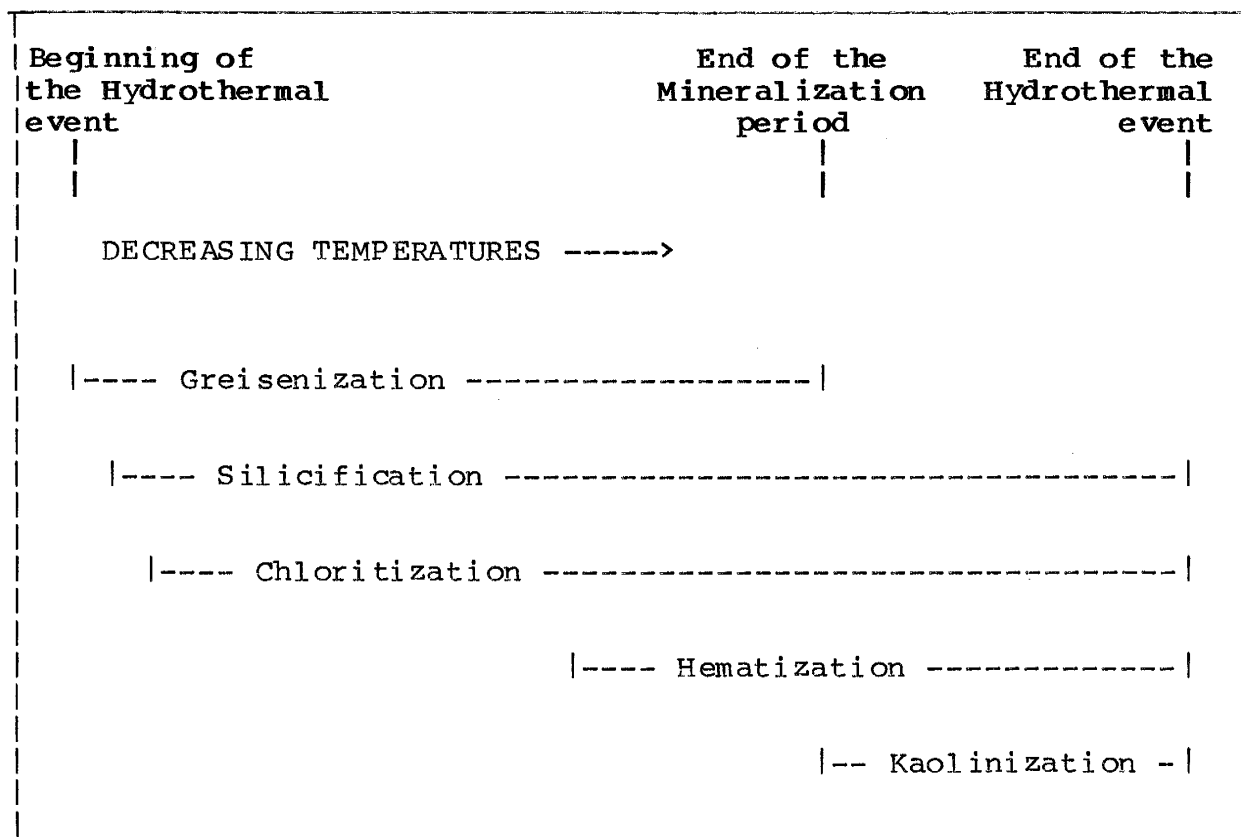 Beginning of the Hydrothermal event
End of the Mineralization period
End of the Hydrothermal event
DECREASING TEMPERATURES ----->
|---- Greisenization ------------------|
|---- Silicification -----------------------------------|
|---- Chloritization ---------------------------------|
|---- Hematization -------------|
|-- Kaolinization -|